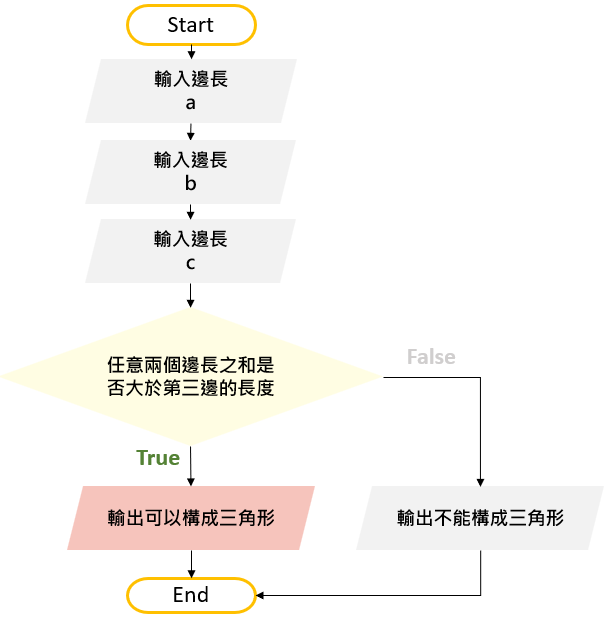 Start
輸入邊長
a
輸入邊長
b
輸入邊長
c
任意兩個邊長之和是
否大於第三邊的長度
False
True
輸出可以構成三角形
輸出不能構成三角形
End